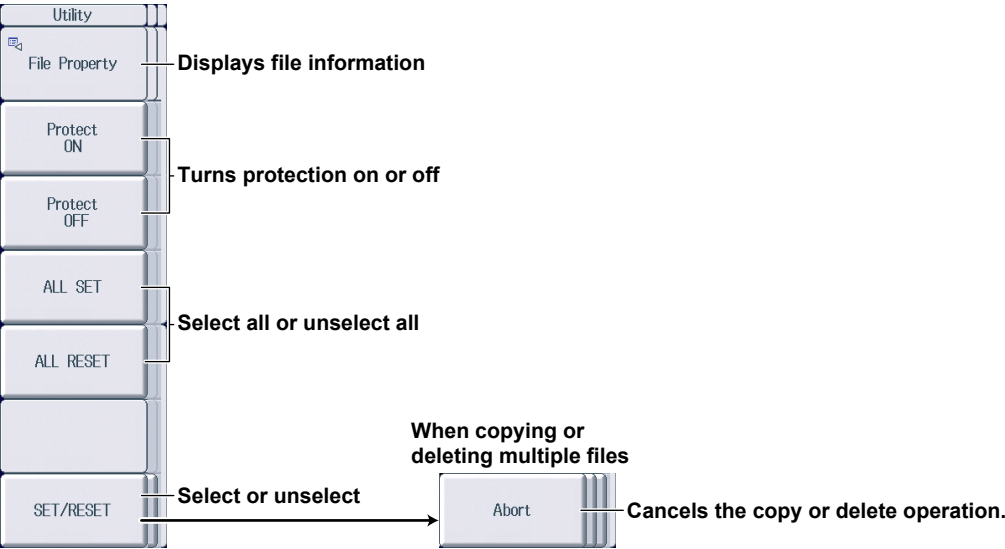 Utility
File Property
Displays file information
Protect
ON
Turns protection on or off
Protect
OFF
ALL SET
Select all or unselect all
ALL RESET
When copying or
deleting multiple files
SET/RESET
Select or unselect
Abort
Cancels the copy or delete operation.